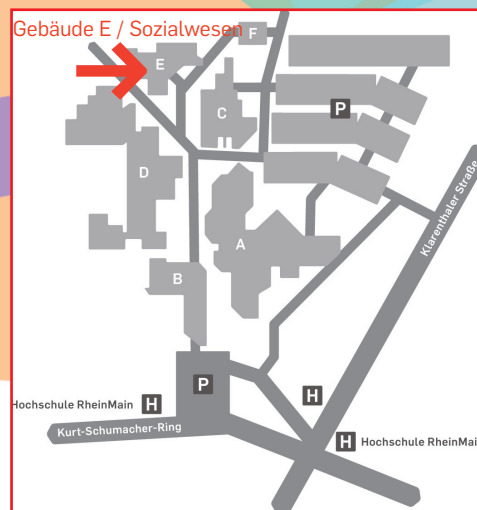 Gebäude E / Sozialwesen
F
E
C
P
D
A
B
Klarenthaler Straße
P
H
Hochschule RheinMain
H
Kurt-Schumacher-Ring
H
Hochschule RheinMai